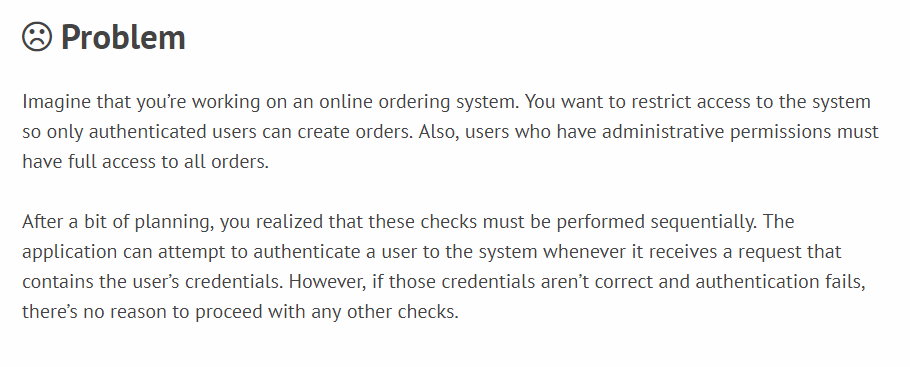 Problem
Imagine that you’re working on an online ordering system. You want to restrict access to the system
so only authenticated users can create orders. Also, users who have administrative permissions must
have full access to all orders.
After a bit of planning, you realized that these checks must be performed sequentially. The
application can attempt to authenticate a user to the system whenever it receives a request that
contains the user’s credentials. However, if those credentials aren’t correct and authentication fails,
there’s no reason to proceed with any other checks.